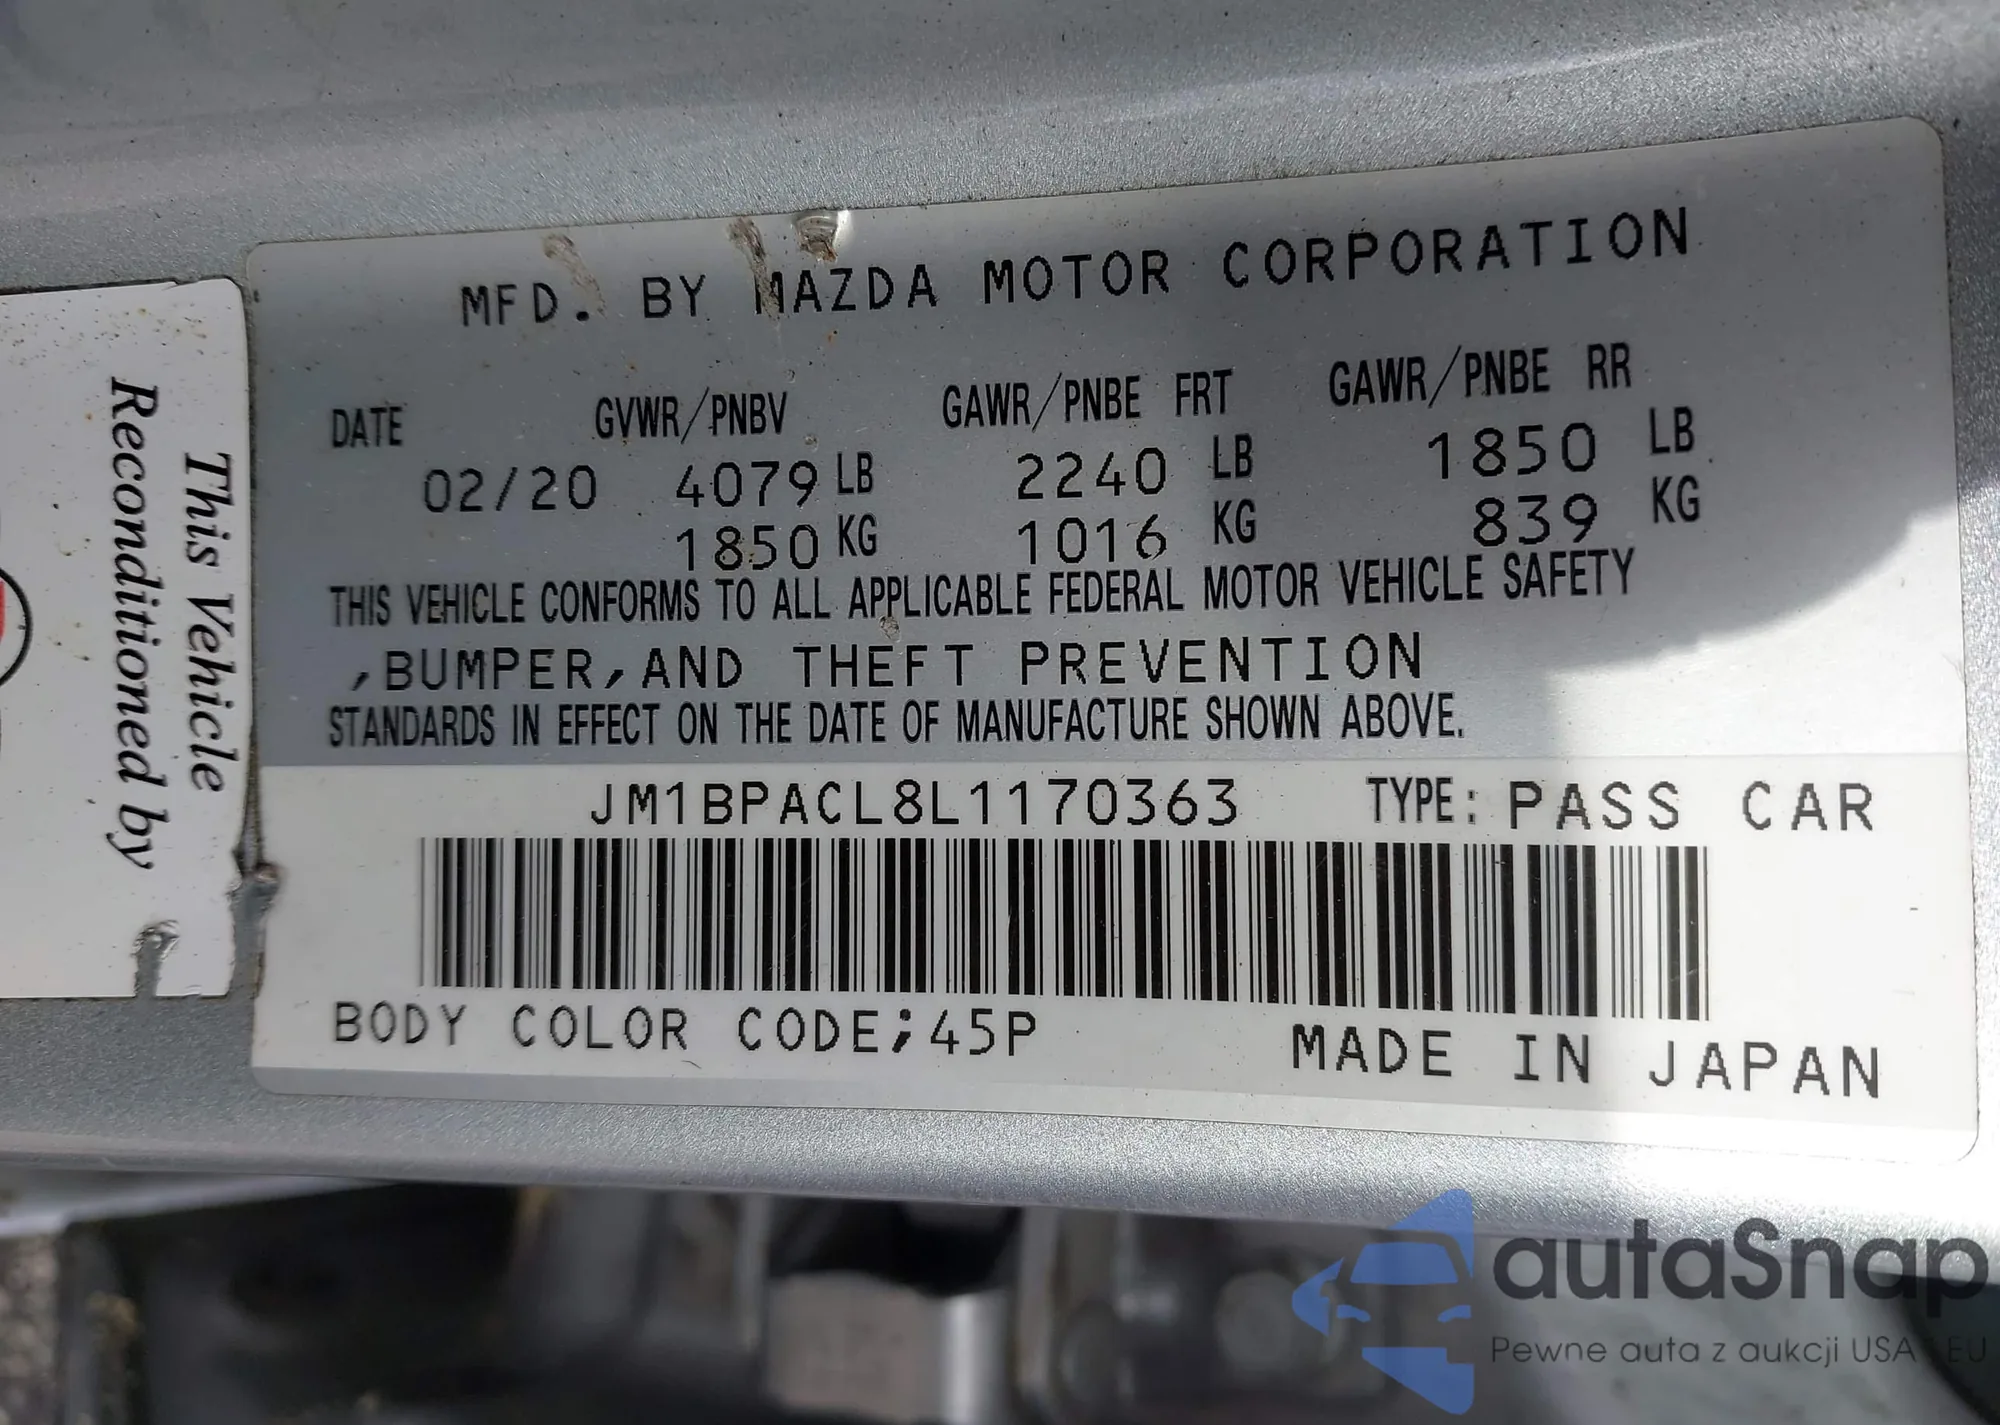 MFD. BY MAZDA MOTOR CORPORATION
DATE GVWR/PNBV GAWR/PNBE FRT GAWR/PNBE RR
02/20 4079 LB 2240 LB 1850 LB
1850 KG 1016 KG 839 KG
THIS VEHICLE CONFORMS TO ALL APPLICABLE FEDERAL MOTOR VEHICLE SAFETY
,BUMPER,AND THEFT PREVENTION
STANDARDS IN EFFECT ON THE DATE OF MANUFACTURE SHOWN ABOVE.
JM1BPACL8L1170363 TYPE: PASS CAR
BODY COLOR CODE;45P MADE IN JAPAN
This Vehicle
Reconditioned by
autaSnap
Pewne auta z aukcji USA EU